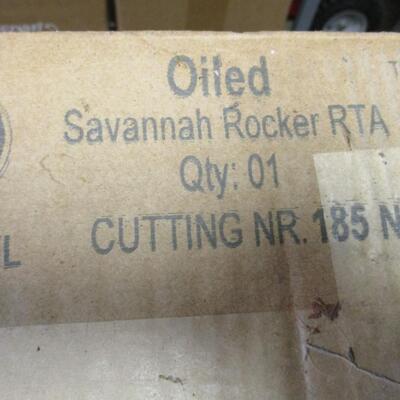 Oiled
Savannah Rocker RTA
Qty: 01
CUTTING NR. 185 N
L